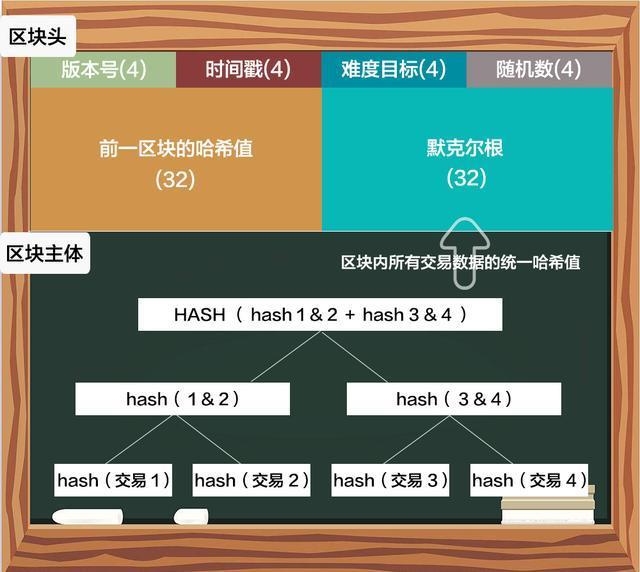 区块头
版本号(4)
时间戳(4)
难度目标(4)
随机数(4)
前一区块的哈希值
(32)
默克尔根
(32)
区块主体
区块内所有交易数据的统一哈希值
HASH（ hash 1 & 2 + hash 3 & 4 ）
hash（ 1 & 2 ）
hash（ 3 & 4 ）
hash（交易 1 ）
hash（交易 2 ）
hash（交易 3 ）
hash（交易 4 ）